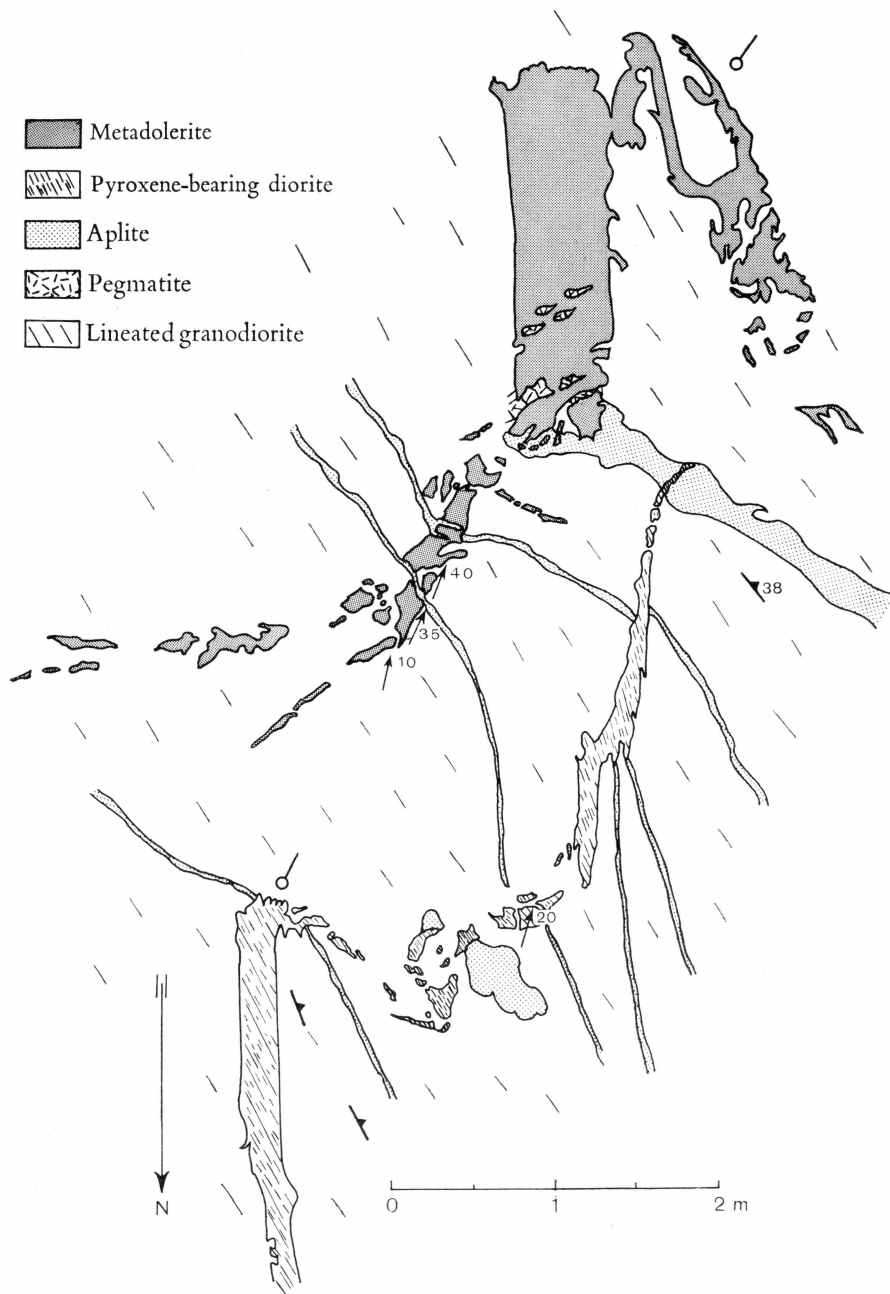 Metadolerite
Pyroxene-bearing diorite
Aplite
Pegmatite
Lineated granodiorite
40
38
35
10
20
N
0 1 2 m